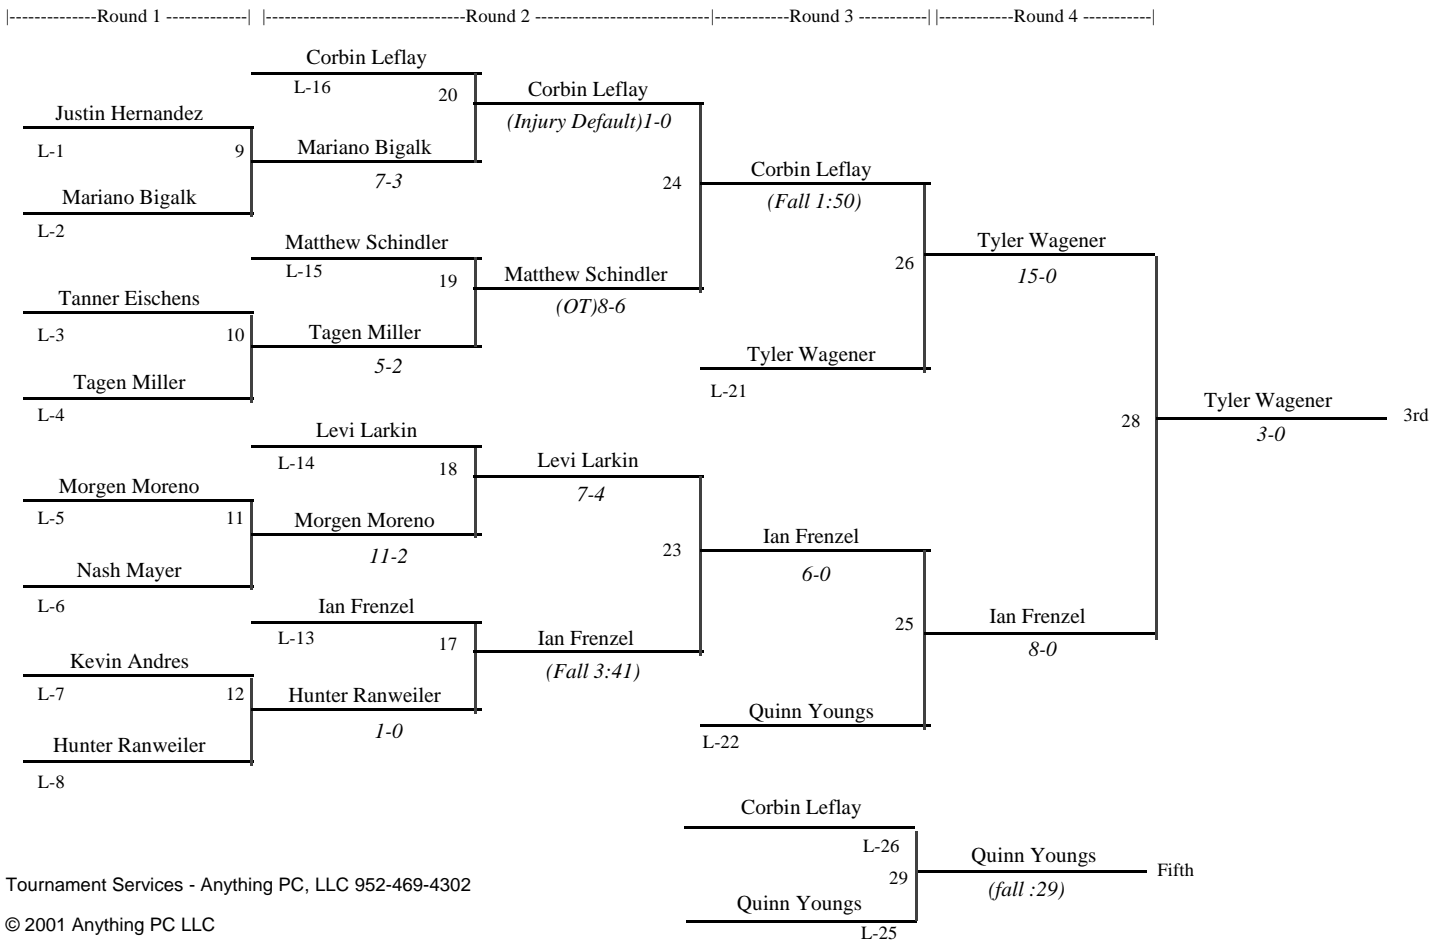 |--------------Round 1 -------------| |--------------------------------Round 2 --------------------------|------------Round 3 -----------| |------------Round 4 -----------|
Corbin Leflay
L-16
20
Corbin Leflay
(Injury Default)1-0
Justin Hernandez
L-1
9
Mariano Bigalk
7-3
Mariano Bigalk
L-2
24
Corbin Leflay
(Fall 1:50)
Matthew Schindler
L-15
19
Matthew Schindler
(OT)8-6
Tanner Eischens
L-3
10
Tagen Miller
5-2
Tagen Miller
L-4
26
Tyler Wagener
15-0
Tyler Wagener
L-21
Levi Larkin
L-14
18
Levi Larkin
7-4
Morgen Moreno
L-5
11
Morgen Moreno
11-2
Nash Mayer
L-6
23
Ian Frenzel
6-0
28
Tyler Wagener
3-0
3rd
Ian Frenzel
L-13
17
Ian Frenzel
(Fall 3:41)
Kevin Andres
L-7
12
Hunter Ranweiler
1-0
Hunter Ranweiler
L-8
25
Ian Frenzel
8-0
Quinn Youngs
L-22
Corbin Leflay
L-26
29
Quinn Youngs
(fall :29)
Fifth
Quinn Youngs
L-25
Tournament Services - Anything PC, LLC 952-469-4302
© 2001 Anything PC LLC